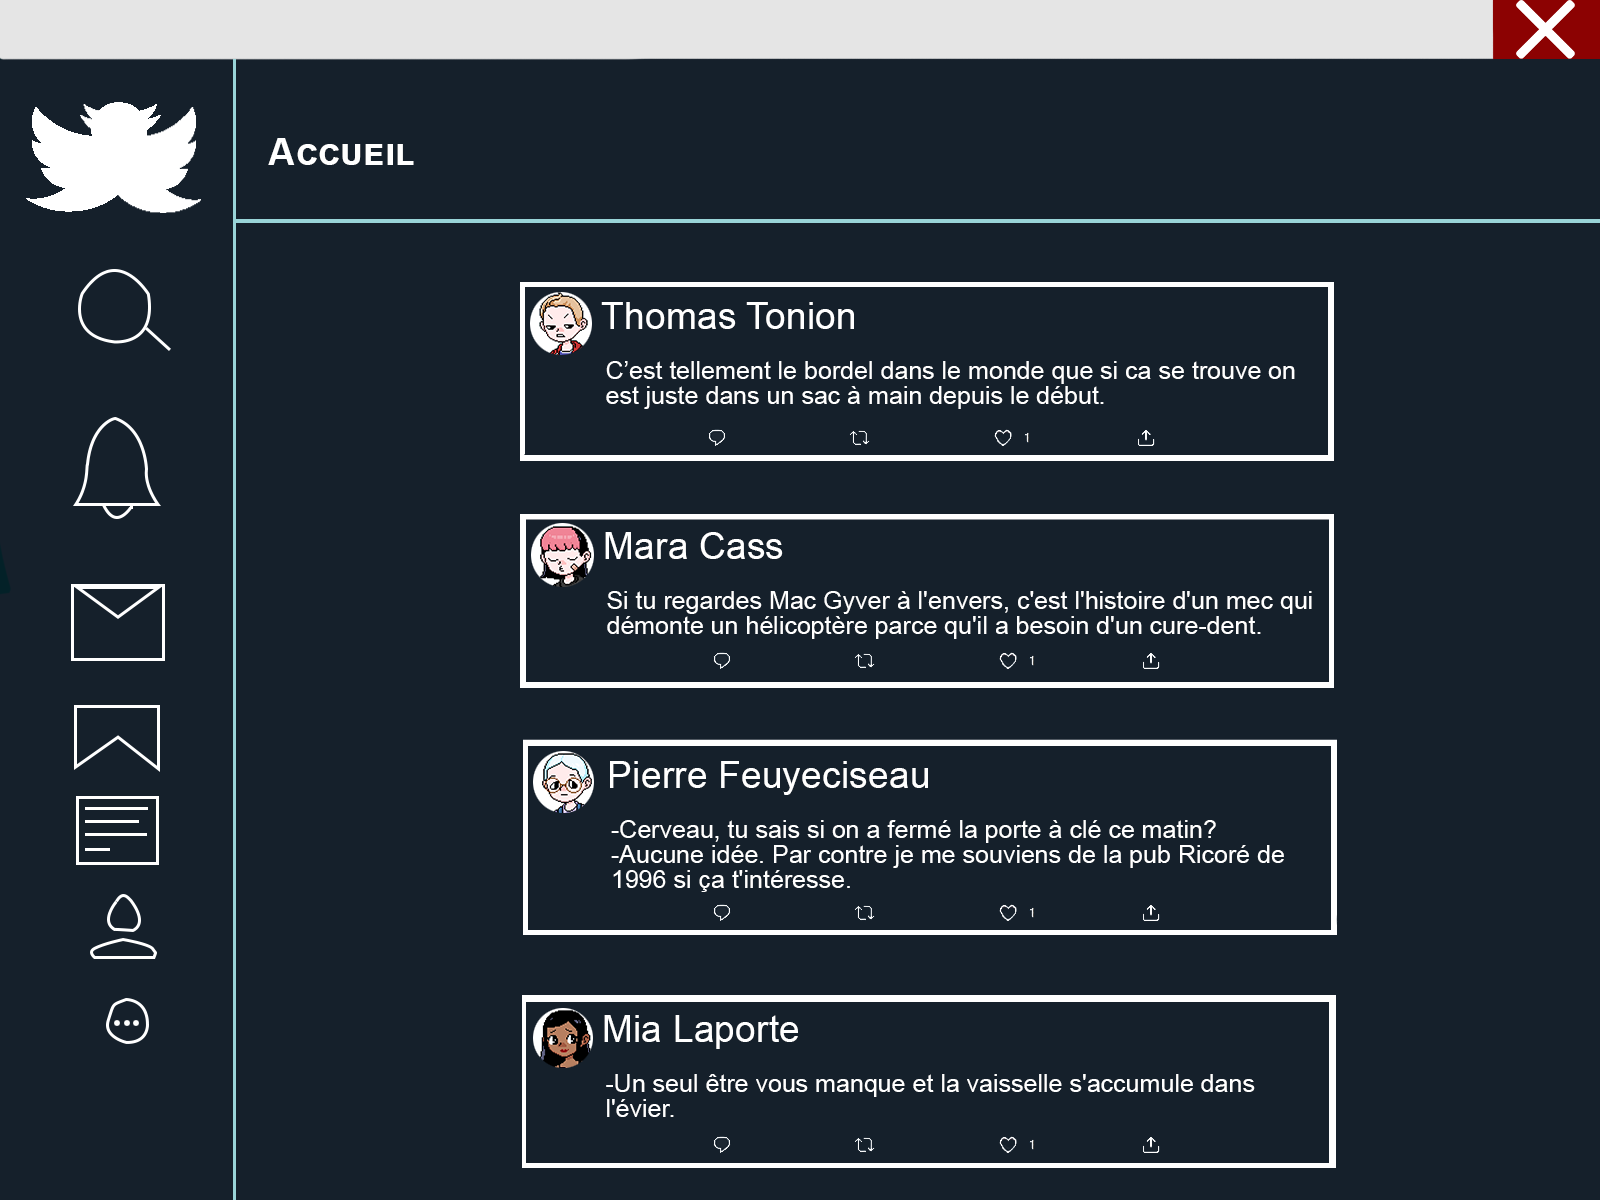 ACCUEIL
Thomas Tonion
C’est tellement le bordel dans le monde que si ca se trouve on
est juste dans un sac à main depuis le début.
1
Mara Cass
Si tu regardes Mac Gyver à l'envers, c'est l'histoire d'un mec qui
démonte un hélicoptère parce qu'il a besoin d'un cure-dent.
1
Pierre Feuyeciseau
-Cerveau, tu sais si on a fermé la porte à clé ce matin?
-Aucune idée. Par contre je me souviens de la pub Ricoré de
1996 si ça t'intéresse.
1
Mia Laporte
-Un seul être vous manque et la vaisselle s'accumule dans
l'évier.
1